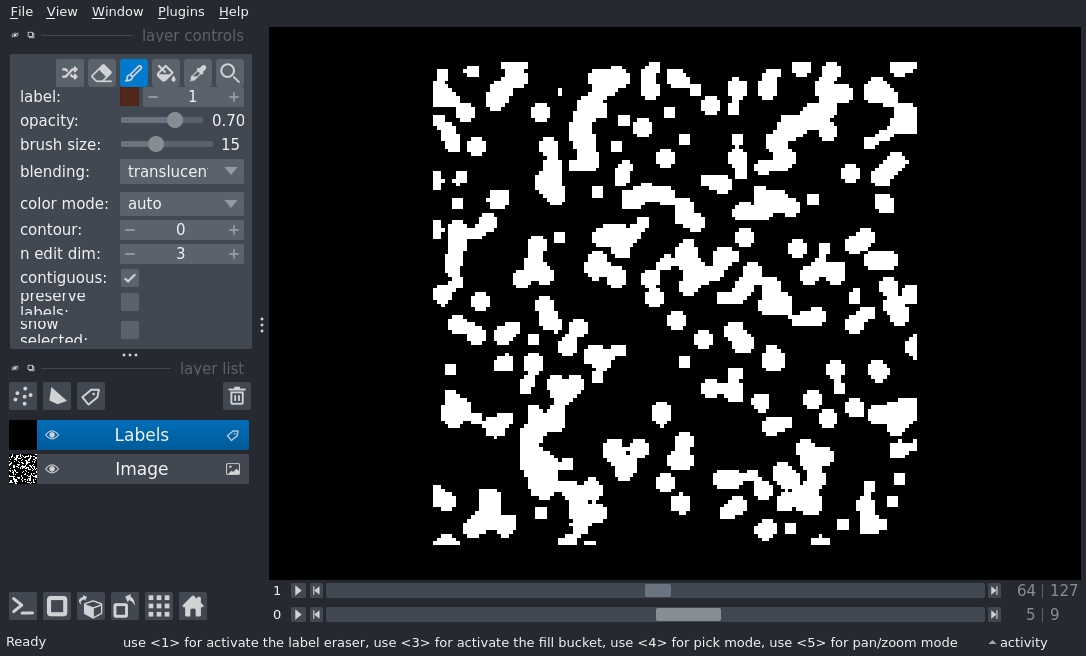 File View Window Plugins Help
layer controls
label: 1
opacity: 0.70
brush size: 15
blending: translucen
color mode: auto
contour: 0
n edit dim: 3
contiguous:
preserve
labels:
show
selected:
layer list
Labels
Image
1 64 | 127
0 5 | 9
Ready use <1> for activate the label eraser, use <3> for activate the fill bucket, use <4> for pick mode, use <5> for pan/zoom mode activity